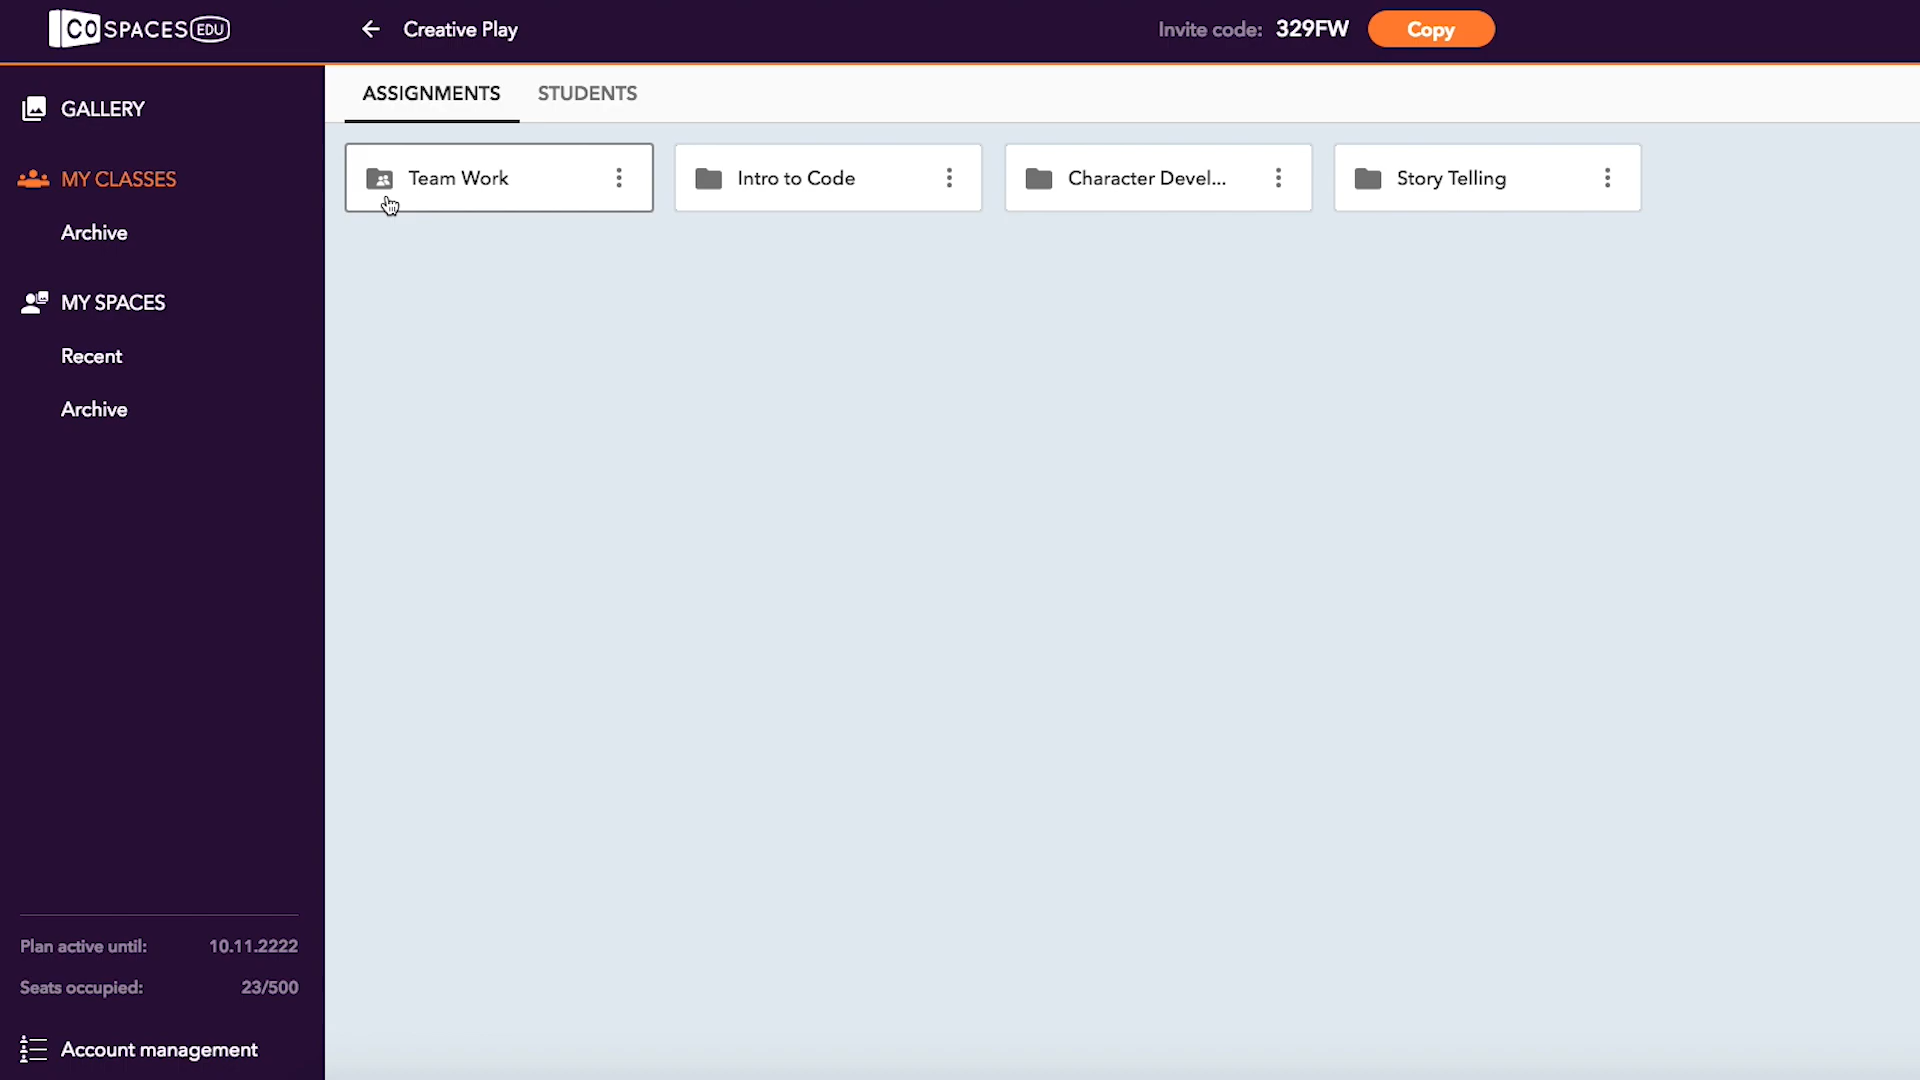 COSPACES EDU
Creative Play
Invite code: 329FW
Copy
GALLERY
MY CLASSES
Archive
MY SPACES
Recent
Archive
Plan active until: 10.11.2222
Seats occupied: 23/500
Account management
ASSIGNMENTS
STUDENTS
Team Work
Intro to Code
Character Devel...
Story Telling